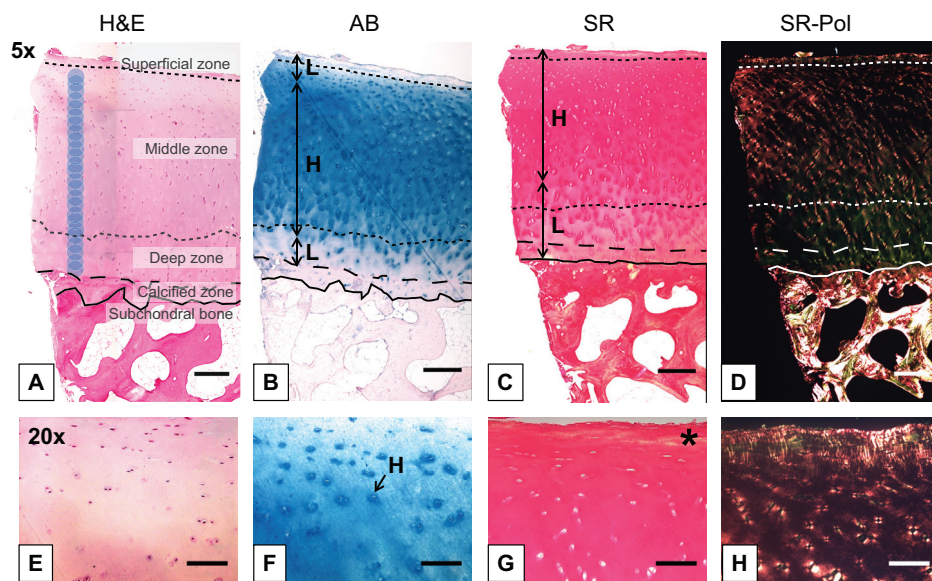 H&E AB SR SR-Pol
5x
Superficial zone
Middle zone
Deep zone
Calcified zone
Subchondral bone
L
H
L
H
L
A B C D
20x
H
*
E F G H